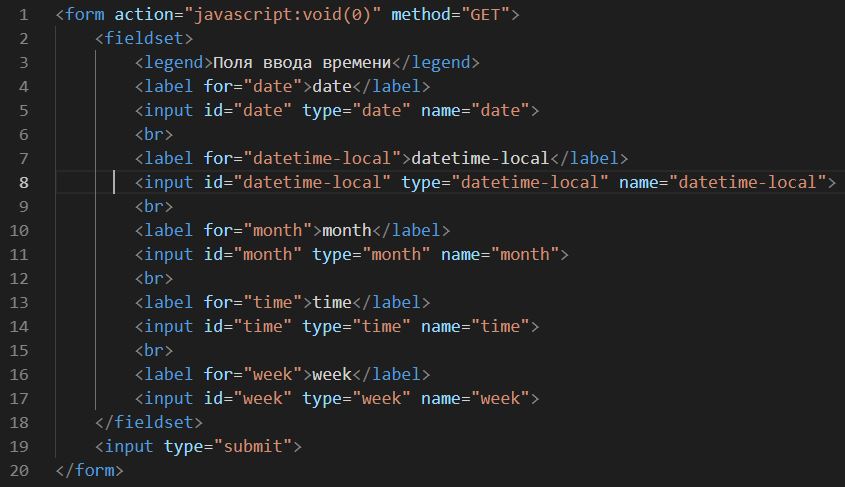 1 <form action="javascript:void(0)" method="GET">
2 <fieldset>
3 <legend>Поля ввода времени</legend>
4 <label for="date">date</label>
5 <input id="date" type="date" name="date">
6 <br>
7 <label for="datetime-local">datetime-local</label>
8 <input id="datetime-local" type="datetime-local" name="datetime-local">
9 <br>
10 <label for="month">month</label>
11 <input id="month" type="month" name="month">
12 <br>
13 <label for="time">time</label>
14 <input id="time" type="time" name="time">
15 <br>
16 <label for="week">week</label>
17 <input id="week" type="week" name="week">
18 </fieldset>
19 <input type="submit">
20 </form>